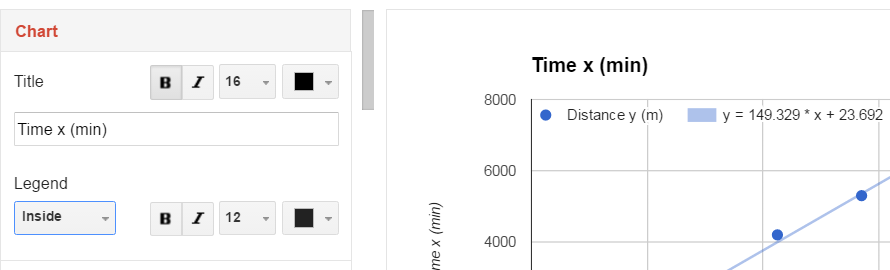 Chart
Title
B I 16
Time x (min)
Legend
Inside
B I 12
Time x (min)
8000
Distance y (m)
y = 149.329 * x + 23.692
6000
4000
me x (min)